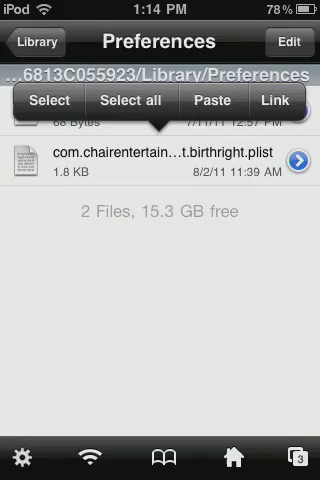 iPod 1:14 PM 78%
Library Preferences Edit
...6813C055923/Library/Preferences
Select Select all Paste Link
68 Bytes 7/11/11 12:57 PM
com.chairentertain...t.birthright.plist
1.8 KB 8/2/11 11:39 AM
2 Files, 15.3 GB free
3